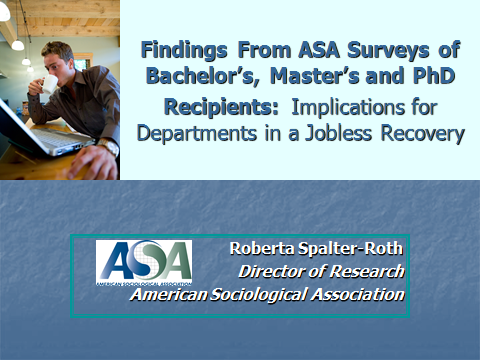 Findings From ASA Surveys of
Bachelor's, Master's and PhD
Recipients: Implications for
Departments in a Jobless Recovery
ASA
AMERICAN SOCIOLOGICAL ASSOCIATION
Roberta Spalter-Roth
Director of Research
American Sociological Association